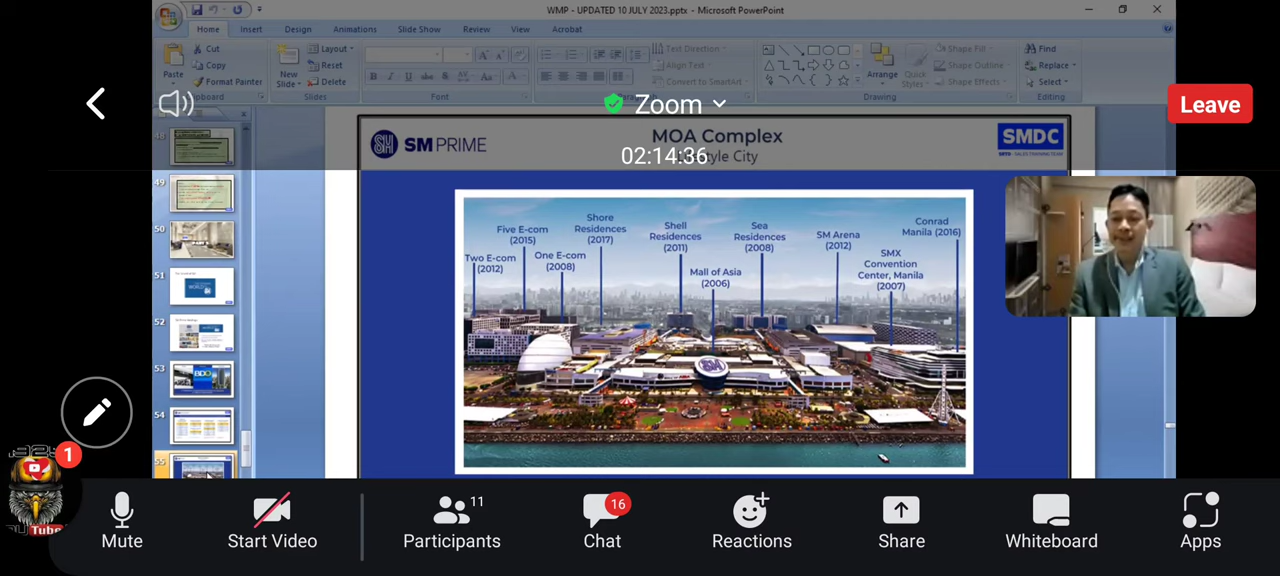 WMP - UPDATED 10 JULY 2023.pptx - Microsoft PowerPoint
Home Insert Design Animations Slide Show Review View Acrobat
Paste
Cut
Copy
Format Painter
New
Slide
Layout
Reset
Delete
Slides
Font
Text Direction
Align Text
Convert to SmartArt
Arrange
Quick
Styles
Shape Fill
Shape Outline
Shape Effects
Drawing
Find
Replace
Select
Editing
Zoom
02:14:36
Leave
SM PRIME
MOA Complex
SMDC
SALES TRAINING TEAM
48
49
50
51
52
53
BDO
54
55
Two E-com
(2012)
Five E-com
(2015)
One E-com
(2008)
Shore
Residences
(2017)
Shell
Residences
(2011)
Mall of Asia
(2006)
Sea
Residences
(2008)
SM Arena
(2012)
SMX
Convention
Center, Manila
(2007)
Conrad
Manila (2016)
SM
1
Tube
Mute
Start Video
Participants
11
Chat
16
Reactions
Share
Whiteboard
Apps